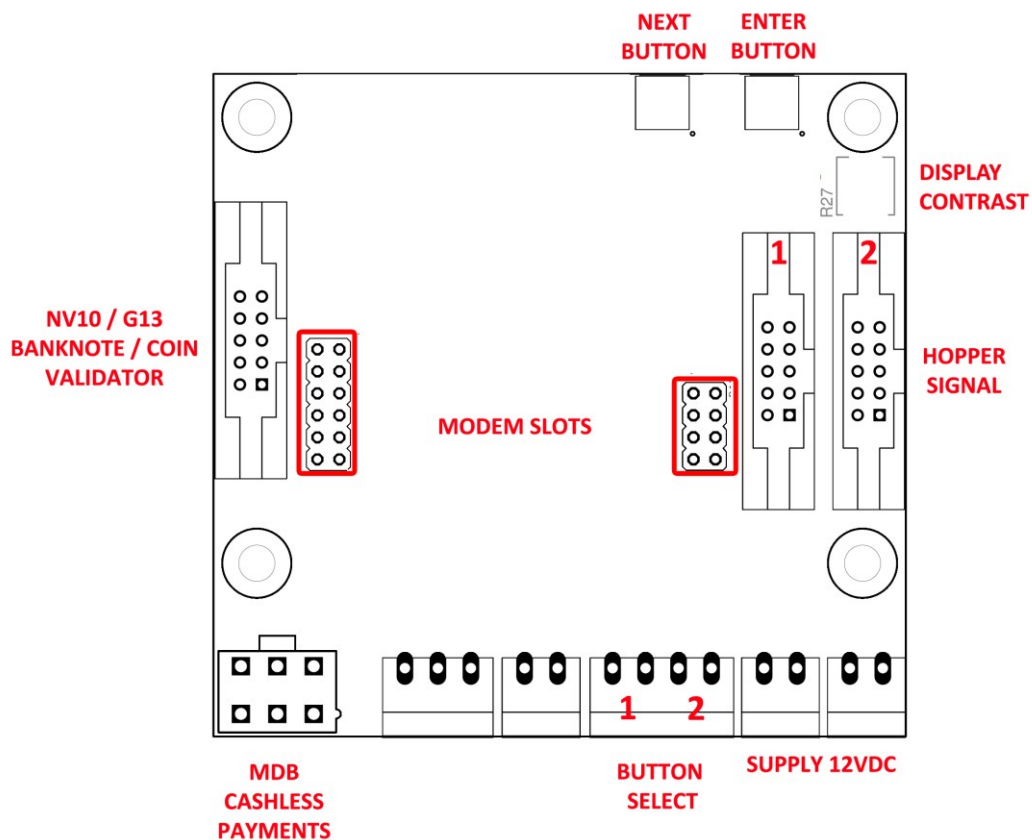 NEXT
BUTTON
ENTER
BUTTON
DISPLAY
CONTRAST
R27
1
2
NV10 / G13
BANKNOTE / COIN
VALIDATOR
HOPPER
SIGNAL
MODEM SLOTS
1
2
MDB
CASHLESS
PAYMENTS
BUTTON
SELECT
SUPPLY 12VDC